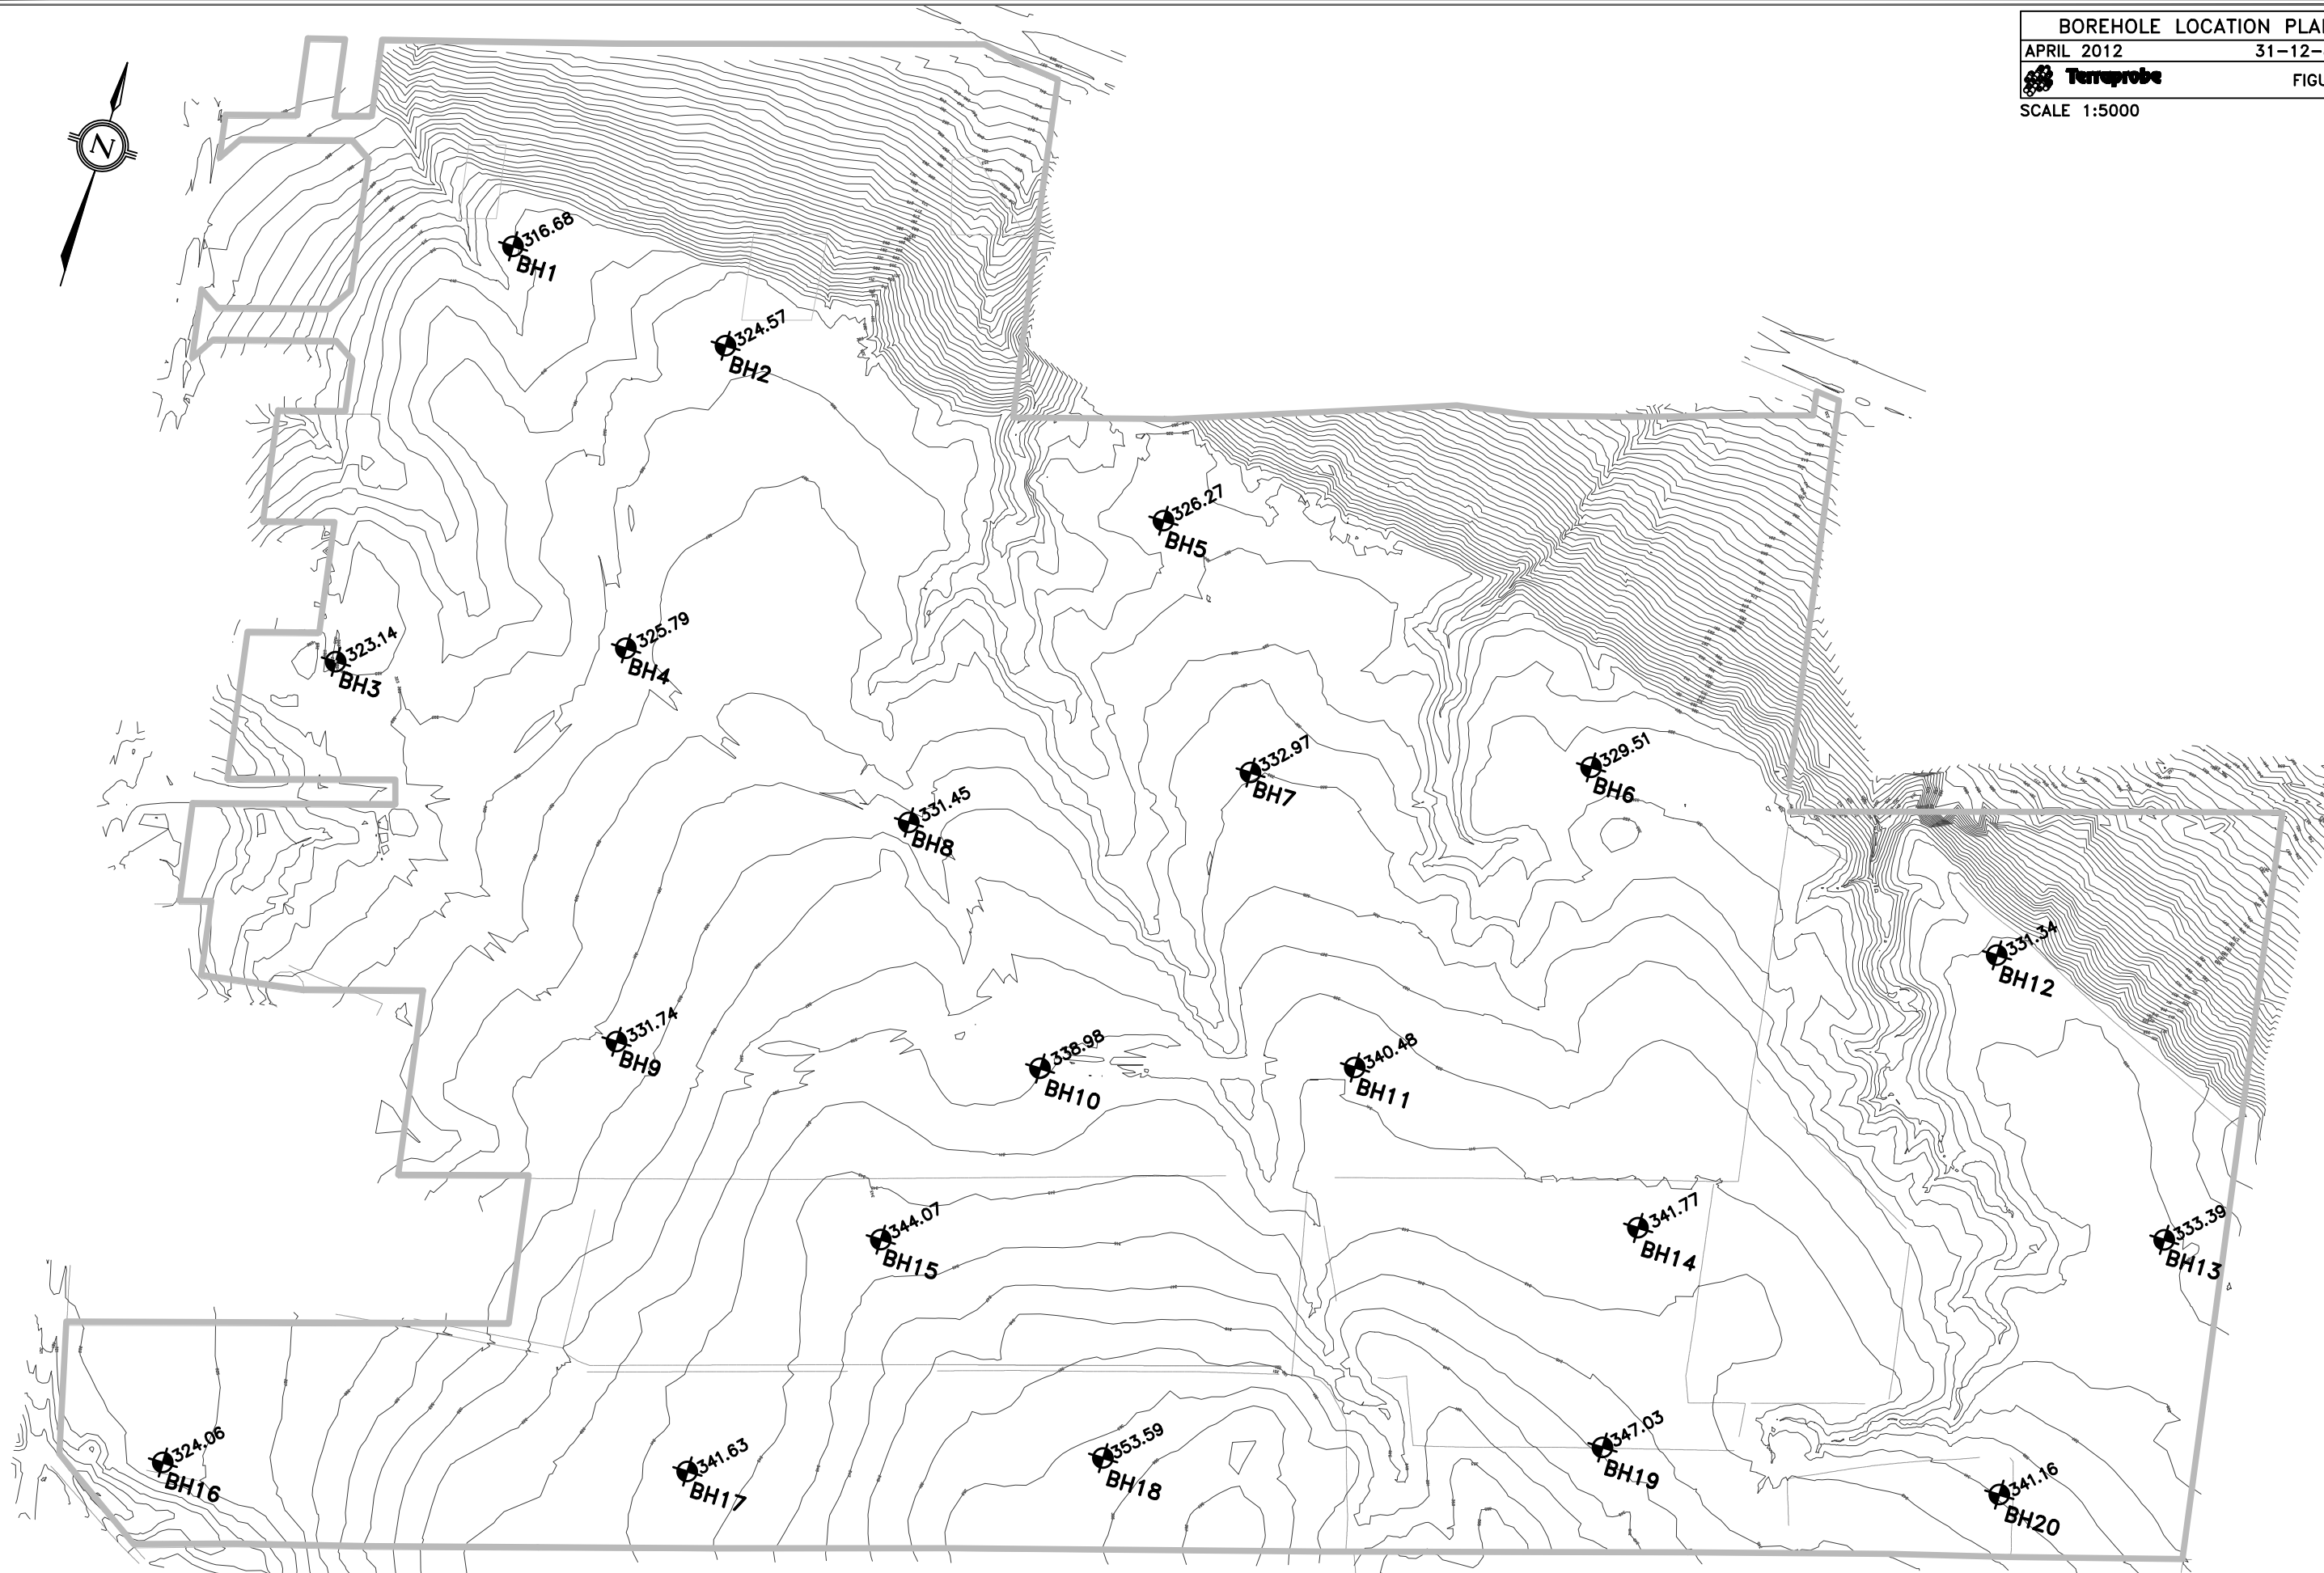 BOREHOLE LOCATION PLA
APRIL 2012 31-12-
Terraprobe FIGU
SCALE 1:5000
N
316.68
BH1
324.57
BH2
326.27
BH5
323.14
BH3
325.79
BH4
332.97
BH7
329.51
BH6
331.45
BH8
331.34
BH12
331.74
BH9
338.98
BH10
340.48
BH11
344.07
BH15
341.77
BH14
333.39
BH13
324.06
BH16
341.63
BH17
353.59
BH18
347.03
BH19
341.16
BH20